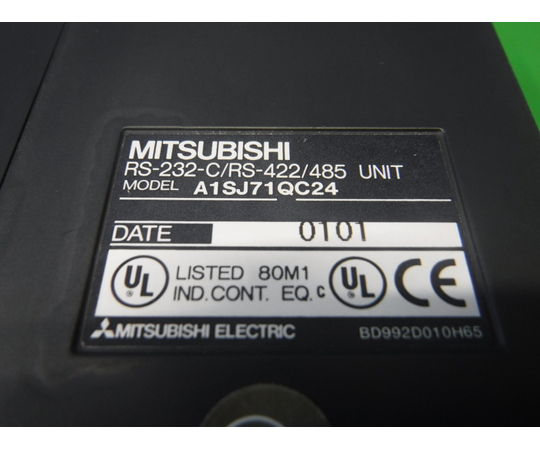 MITSUBISHI
RS-232-C/RS-422/485 UNIT
MODEL A1SJ71QC24
DATE 0101
UL LISTED 80M1 c UL CE
IND. CONT. EQ.
MITSUBISHI ELECTRIC BD992D010H65